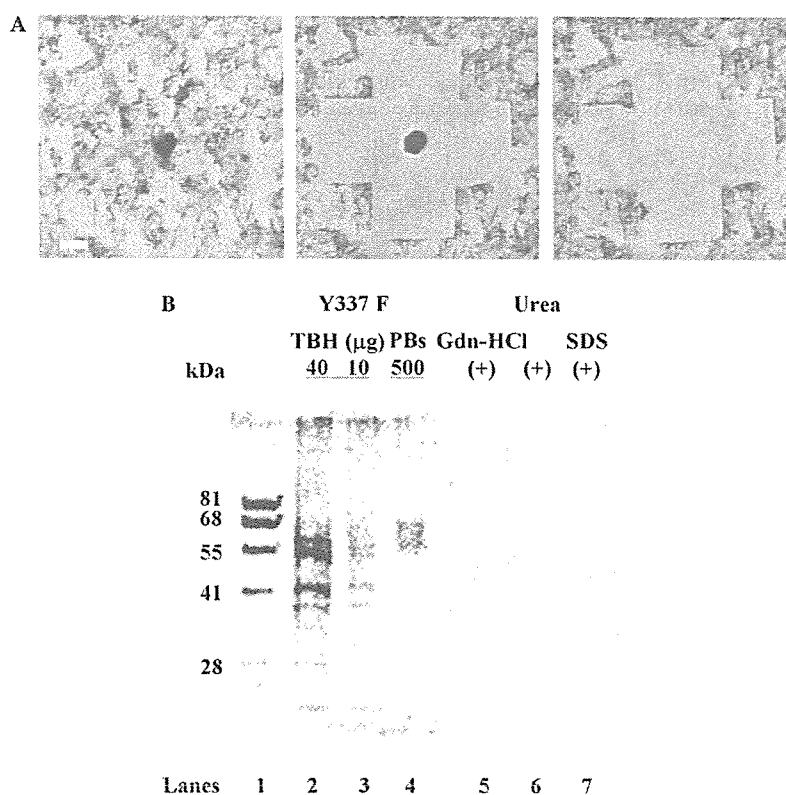 A
B Y337 F Urea
TBH (μg) PBs Gdn-HCl SDS
kDa 40 10 500 (+) (+) (+)
81
68
55
41
28
Lanes 1 2 3 4 5 6 7